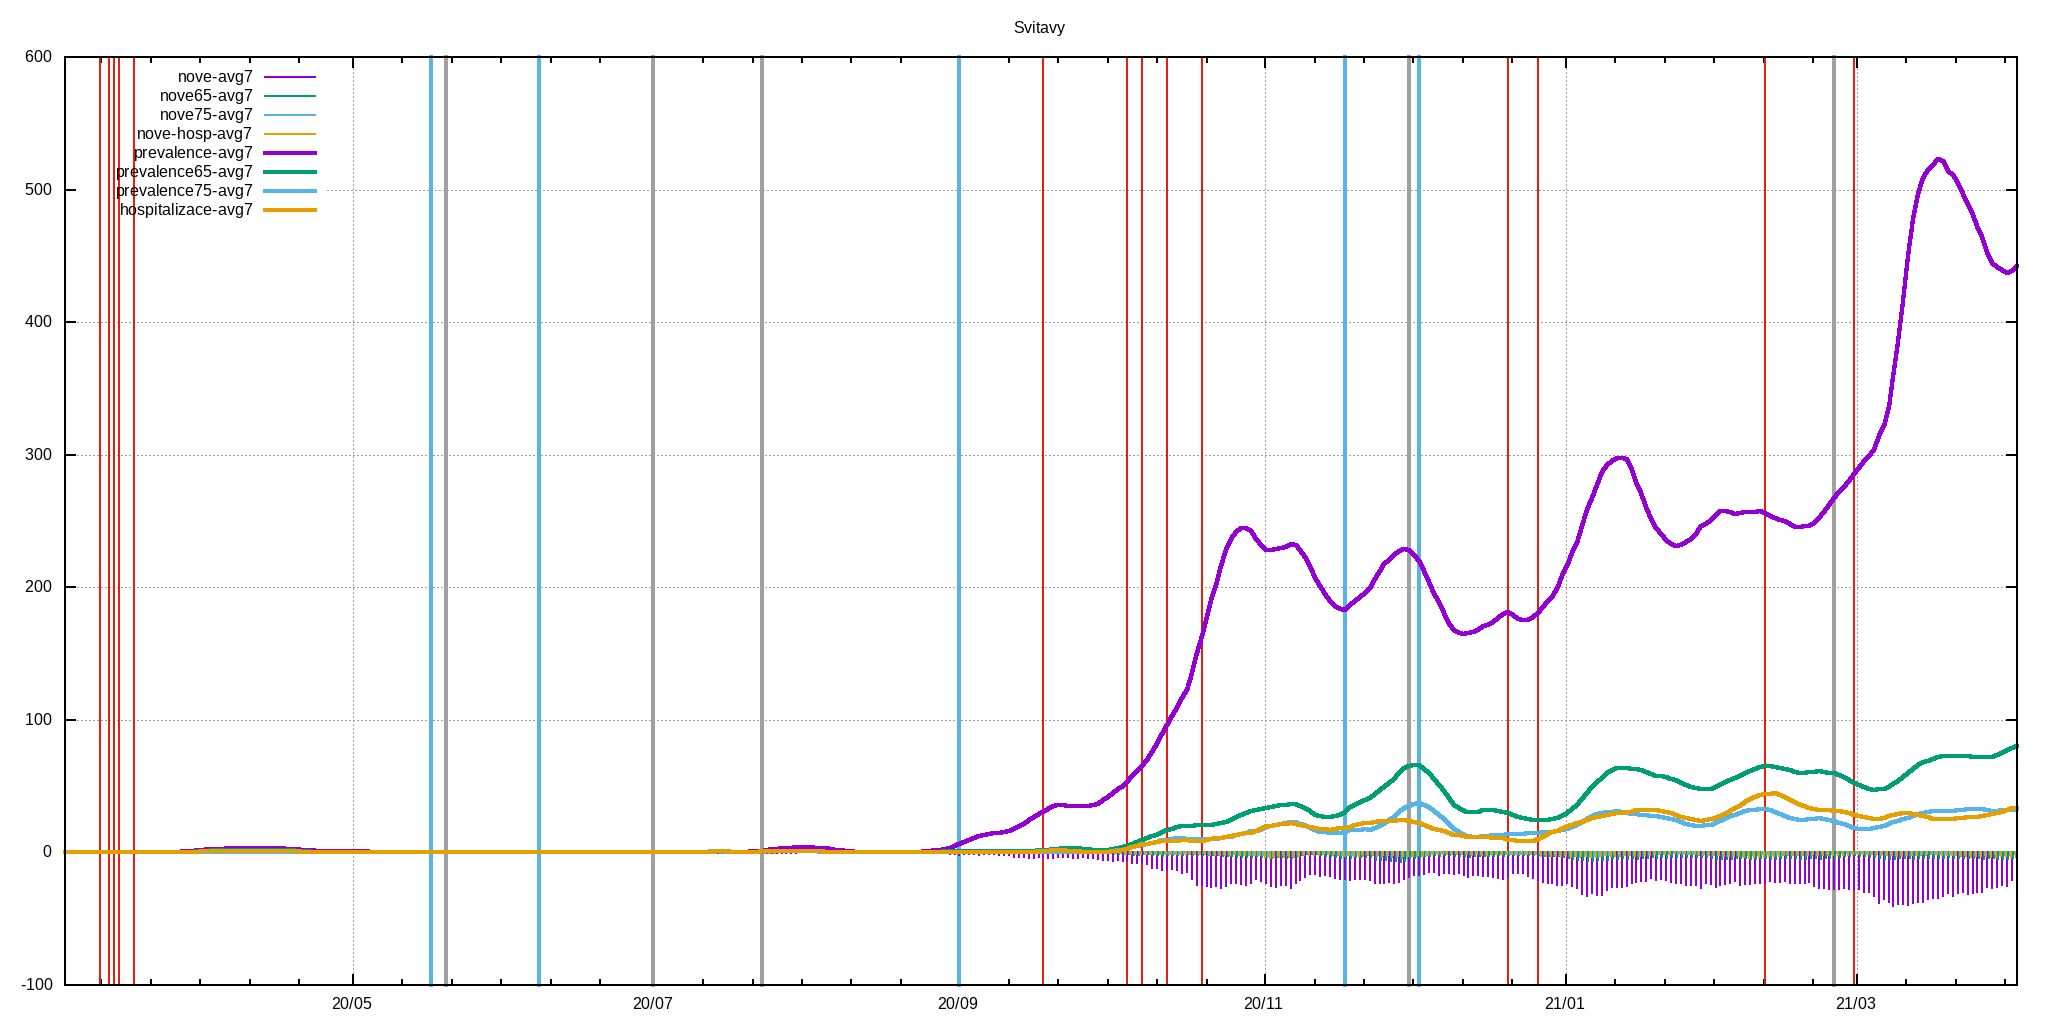 Svitavy
600
500
400
300
200
100
0
-100
nove-avg7
nove65-avg7
nove75-avg7
nove-hosp-avg7
prevalence-avg7
prevalence65-avg7
prevalence75-avg7
hospitalizace-avg7
20/05 20/07 20/09 20/11 21/01 21/03